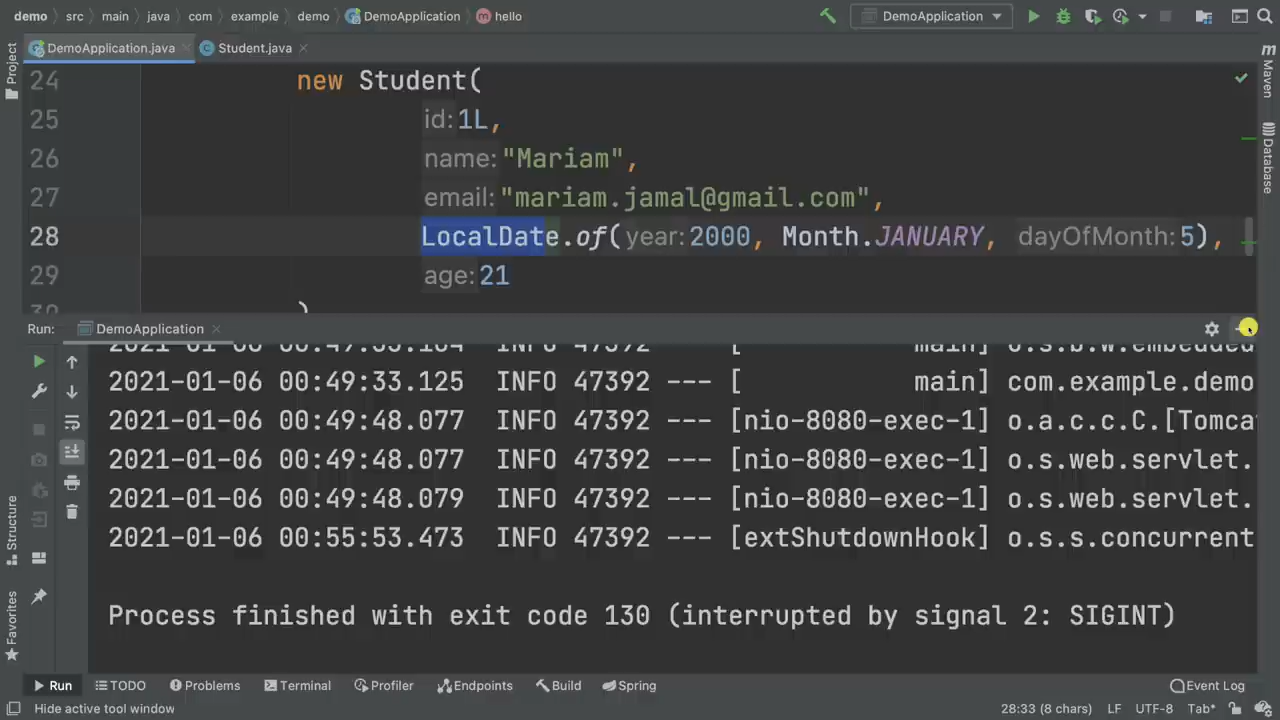 demo src main java com example demo DemoApplication hello DemoApplication
DemoApplication.java Student.java
Project
Maven
Database
24 new Student(
25 id: 1L,
26 name: "Mariam",
27 email: "mariam.jamal@gmail.com",
28 LocalDate.of( year: 2000, Month.JANUARY, dayOfMonth: 5),
29 age: 21
30 )
Run: DemoApplication
INFO 47392 --- [ main] o.s.b.w.embedded
2021-01-06 00:49:33.125 INFO 47392 --- [ main] com.example.demo
2021-01-06 00:49:48.077 INFO 47392 --- [nio-8080-exec-1] o.a.c.c.C.[Tomca
2021-01-06 00:49:48.077 INFO 47392 --- [nio-8080-exec-1] o.s.web.servlet.
2021-01-06 00:49:48.079 INFO 47392 --- [nio-8080-exec-1] o.s.web.servlet.
2021-01-06 00:55:53.473 INFO 47392 --- [extShutdownHook] o.s.s.concurrent
Process finished with exit code 130 (interrupted by signal 2: SIGINT)
Structure
Favorites
Run TODO Problems Terminal Profiler Endpoints Build Spring Event Log
Hide active tool window 28:33 (8 chars) LF UTF-8 Tab*